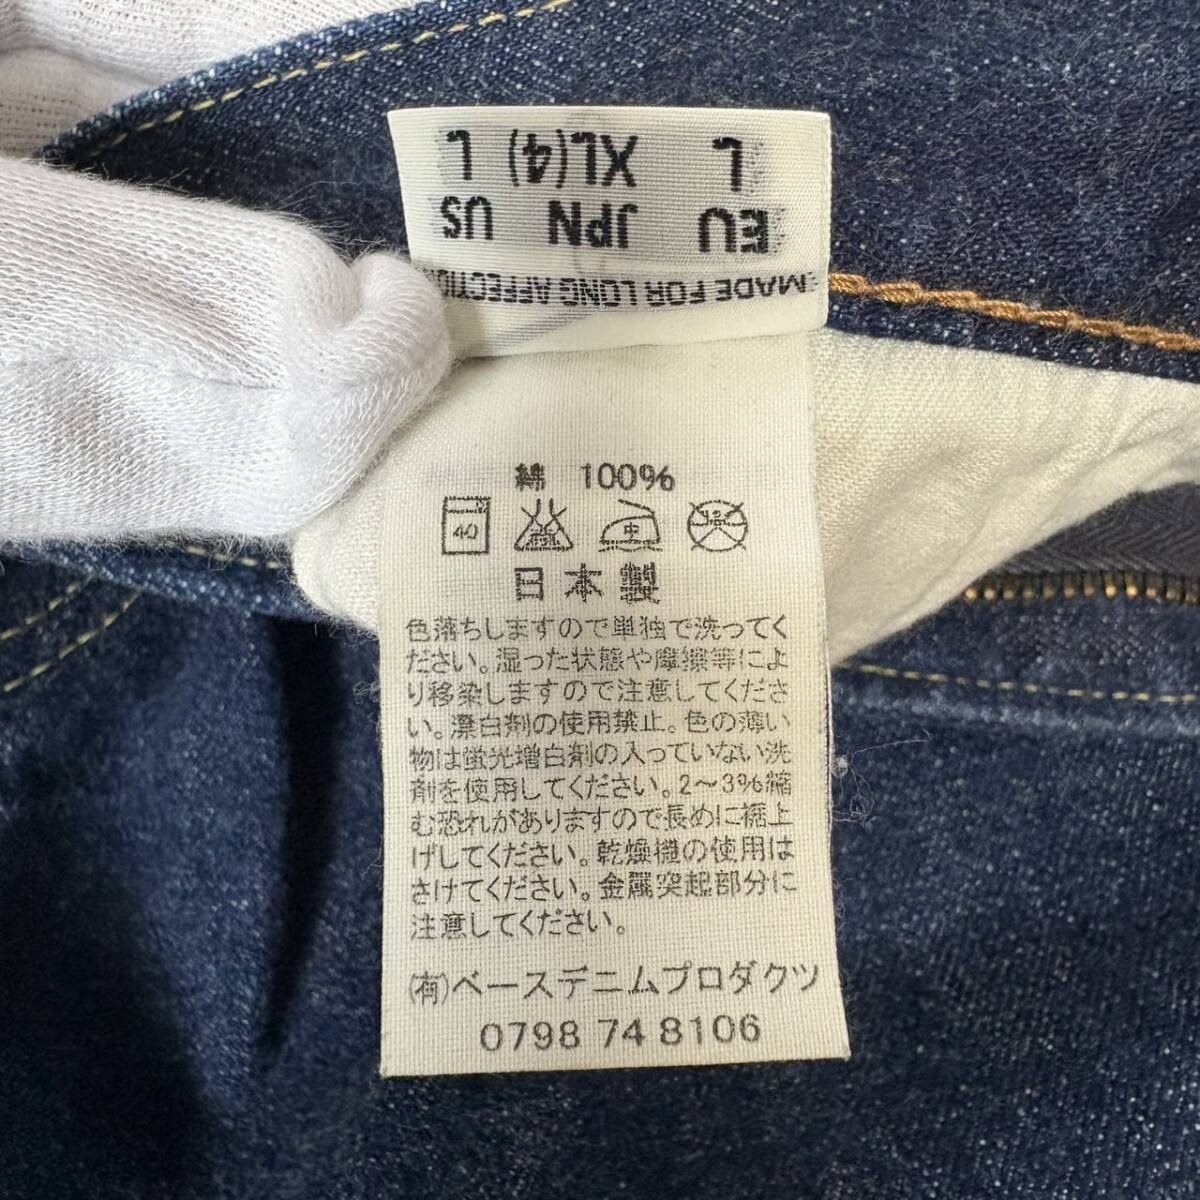 MADE FOR LONG AFFECTION
EU JPN US
L XL(4) L
綿 100%
40 中
日本製
色落ちしますので単独で洗ってく
ださい。湿った状態や摩擦等によ
り移染しますので注意してくださ
い。漂白剤の使用禁止。色の薄い
物は蛍光増白剤の入っていない洗
剤を使用してください。2〜3%縮
む恐れがありますので長めに裾上
げしてください。乾燥機の使用は
さけてください。金属突起部分に
注意してください。
(有)ベースデニムプロダクツ
0798 74 8106